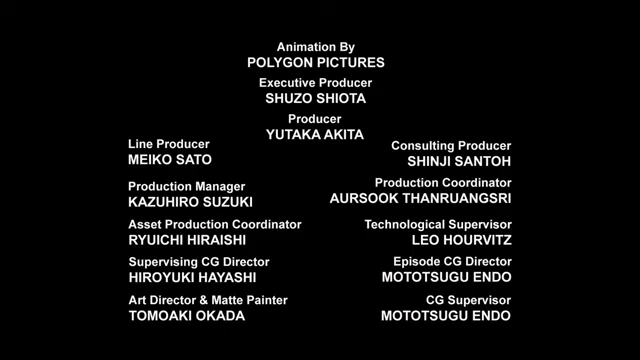 Animation By
POLYGON PICTURES
Executive Producer
SHUZO SHIOTA
Producer
YUTAKA AKITA
Line Producer
MEIKO SATO
Consulting Producer
SHINJI SANTOH
Production Manager
KAZUHIRO SUZUKI
Production Coordinator
AURSOOK THANRUANGSRI
Asset Production Coordinator
RYUICHI HIRAISHI
Technological Supervisor
LEO HOURVITZ
Supervising CG Director
HIROYUKI HAYASHI
Episode CG Director
MOTOTSUGU ENDO
Art Director & Matte Painter
TOMOAKI OKADA
CG Supervisor
MOTOTSUGU ENDO